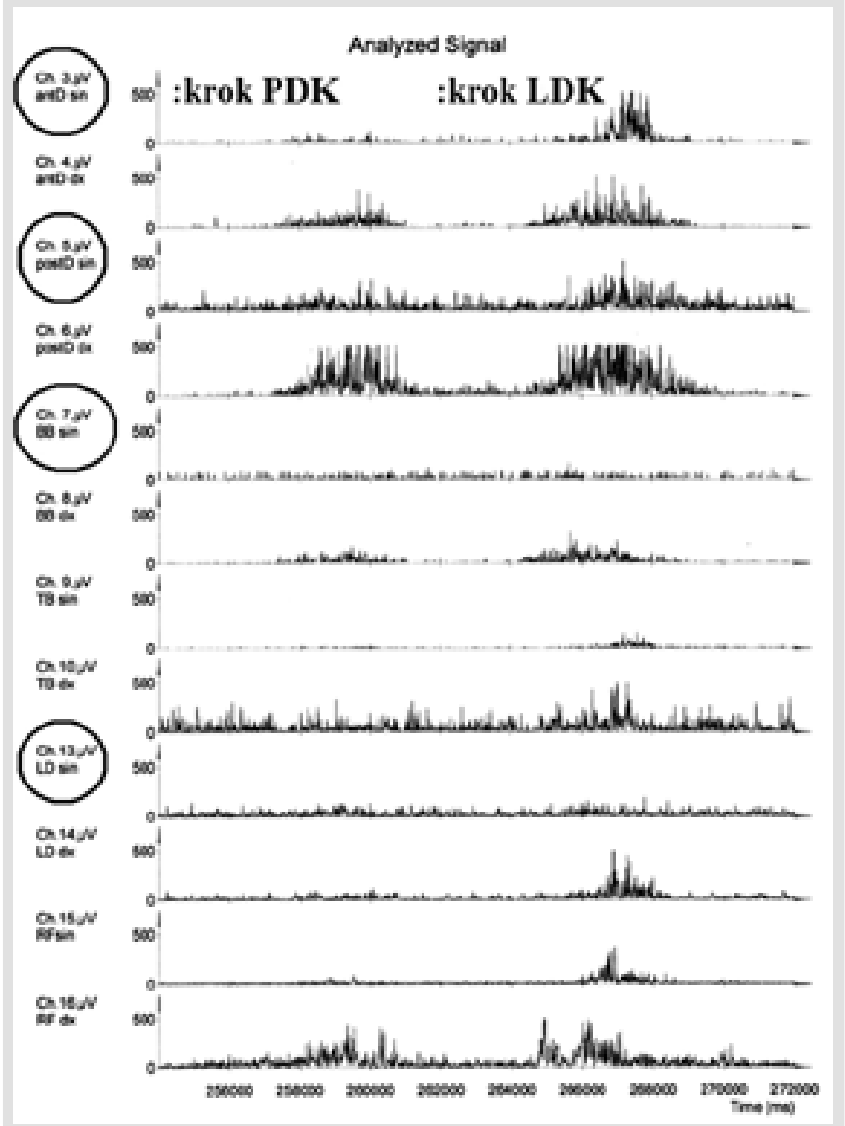 Analyzed Signal
:krok PDK :krok LDK
Ch. 3,µV
antD sin
500
0
Ch. 4,µV
antD dx
500
0
Ch. 5,µV
postD sin
500
0
Ch. 6,µV
postD dx
500
0
Ch. 7,µV
BB sin
500
0
Ch. 8,µV
BB dx
500
0
Ch. 9,µV
TB sin
500
0
Ch. 10,µV
TB dx
500
0
Ch. 13,µV
LD sin
500
0
Ch. 14,µV
LD dx
500
0
Ch. 15,µV
RFsin
500
0
Ch. 16,µV
RF dx
500
0
256000 258000 260000 262000 264000 266000 268000 270000 272000
Time (ms)